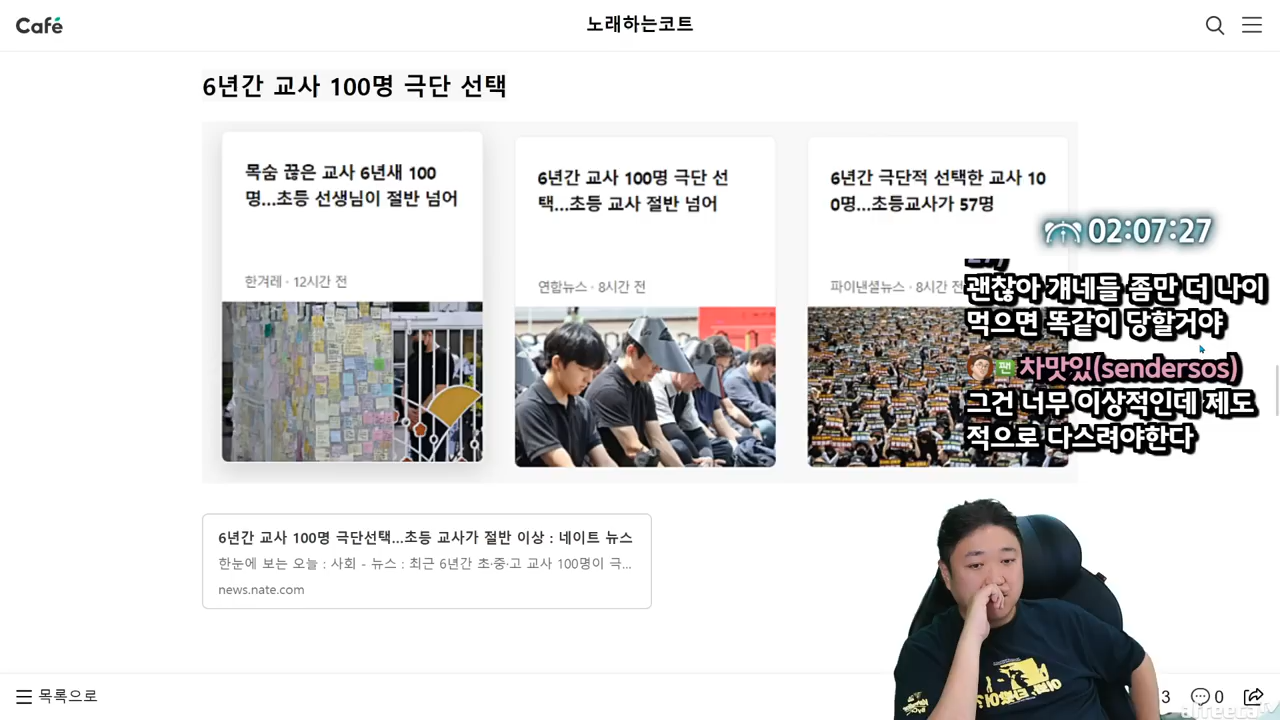 Café
노래하는코트
6년간 교사 100명 극단 선택
목숨 끊은 교사 6년새 100
명...초등 선생님이 절반 넘어
한겨레 · 12시간 전
6년간 교사 100명 극단 선
택...초등 교사 절반 넘어
연합뉴스 · 8시간 전
6년간 극단적 선택한 교사 10
0명...초등교사가 57명
파이낸셜뉴스 · 8시간 전
02:07:27
괜찮아 걔네들 좀만 더 나이
먹으면 똑같이 당할거야
팬 차맛있(sendersos)
그건 너무 이상적인데 제도
적으로 다스려야한다
6년간 교사 100명 극단선택...초등 교사가 절반 이상 : 네이트 뉴스
한눈에 보는 오늘 : 사회 - 뉴스 : 최근 6년간 초·중·고 교사 100명이 극...
news.nate.com
목록으로
3
0
afreecaTV